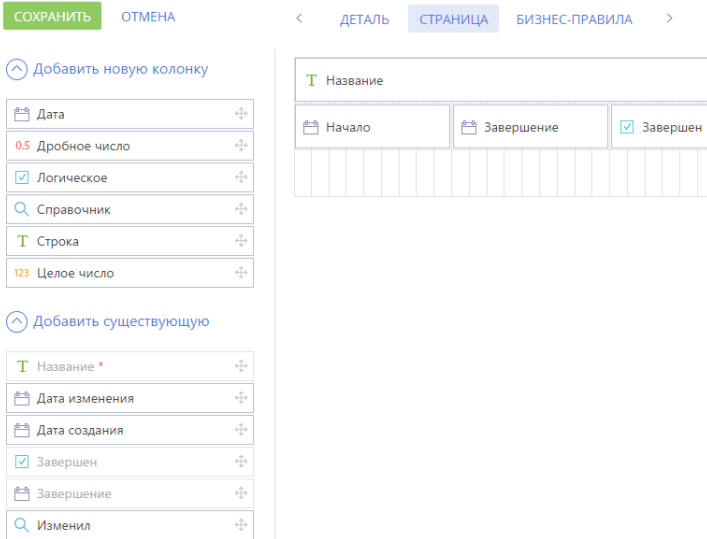 СОХРАНИТЬ ОТМЕНА ДЕТАЛЬ СТРАНИЦА БИЗНЕС-ПРАВИЛА
Добавить новую колонку
Дата
0.5 Дробное число
Логическое
Справочник
T Строка
123 Целое число
Добавить существующую
T Название *
Дата изменения
Дата создания
Завершен
Завершение
Изменил
T Название
Начало Завершение Завершен